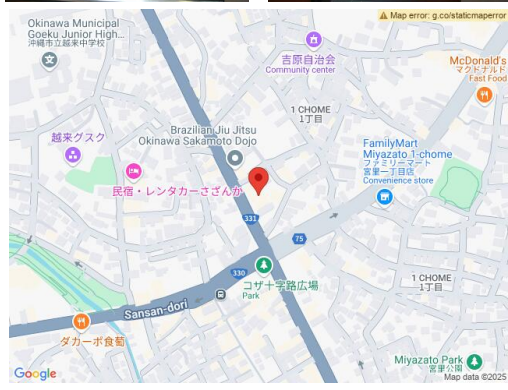 Map error: g.co/staticmaperror
Okinawa Municipal
Goeku Junior High...
沖縄市立越来中学校
吉原自治会
Community center
McDonald's
マクドナルド
Fast Food
1 CHOME
1丁目
Brazilian Jiu Jitsu
Okinawa Sakamoto Dojo
越来グスク
FamilyMart
Miyazato 1-chome
ファミリーマート
宮里一丁目店
Convenience store
民宿・レンタカーさざんか
331
75
330
コザ十字路広場
Park
1 CHOME
1丁目
Sansan-dori
ダカーポ食蔔
Miyazato Park
宮里公園
Google
Map data ©2025